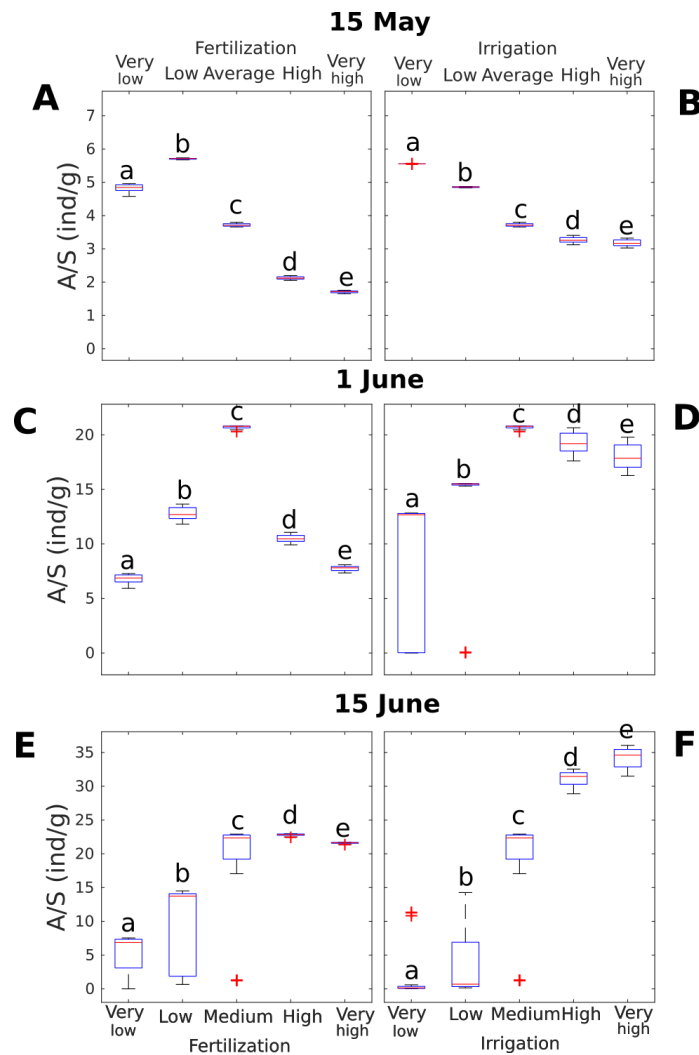 15 May
Fertilization Irrigation
Very low Low Average High Very high Very low Low Average High Very high
A B
7
6
5
4
3
2
1
0
A/S (ind/g)
a b c d e a b c d e
1 June
C D
20
15
10
5
0
A/S (ind/g)
a b c d e a b c d e
15 June
E F
35
30
25
20
15
10
5
0
A/S (ind/g)
a b c d e a b c d e
Very low Low Medium High Very high Very low Low Medium High Very high
Fertilization Irrigation